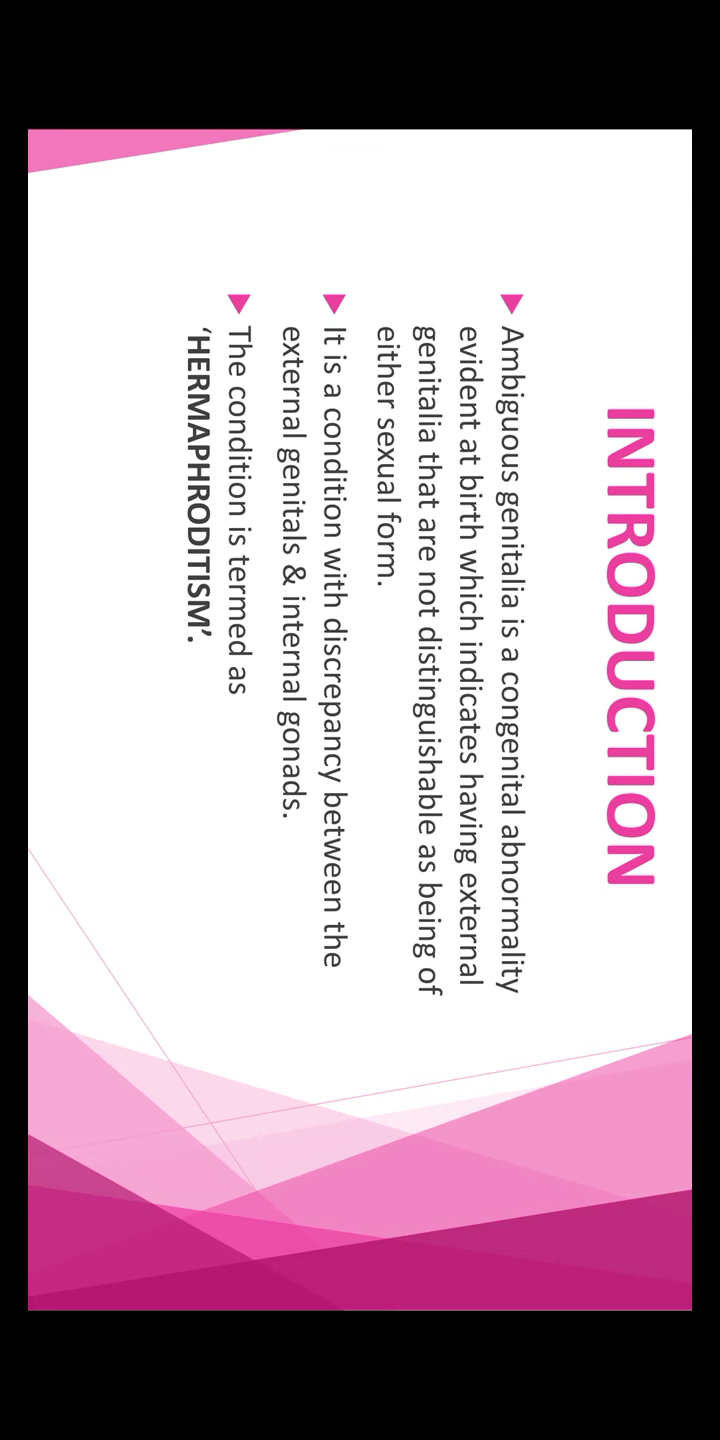 INTRODUCTION
Ambiguous genitalia is a congenital abnormality
evident at birth which indicates having external
genitalia that are not distinguishable as being of
either sexual form.
It is a condition with discrepancy between the
external genitals & internal gonads.
The condition is termed as
‘HERMAPHRODITISM’.